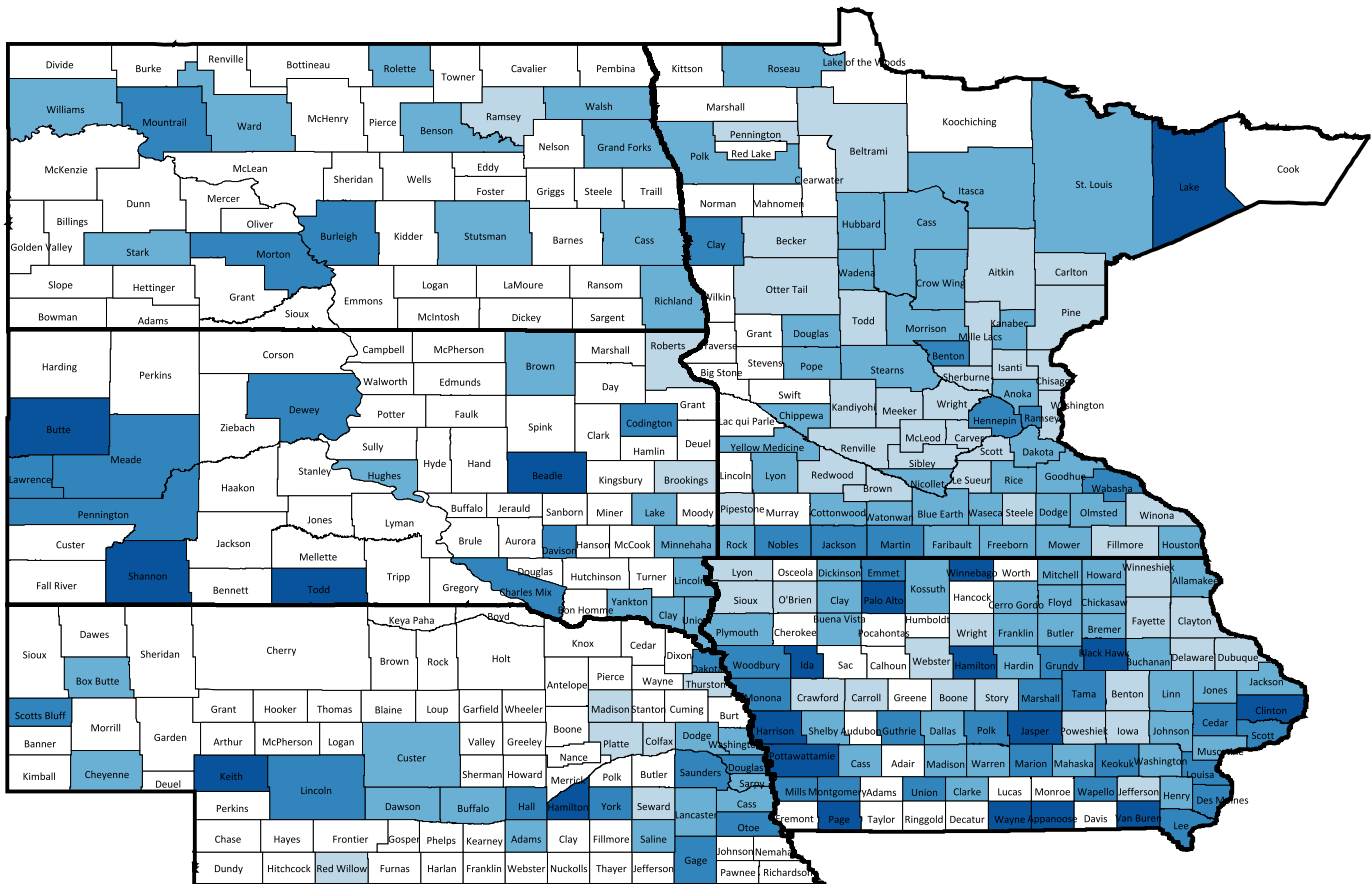 Divide
Burke
Renville
Bottineau
Rolette
Towner
Cavalier
Pembina
Williams
Mountrail
Ward
McHenry
Pierce
Benson
Ramsey
Walsh
Nelson
Grand Forks
McKenzie
McLean
Sheridan
Wells
Eddy
Foster
Griggs
Steele
Traill
Dunn
Mercer
Oliver
Billings
Golden Valley
Stark
Morton
Burleigh
Kidder
Stutsman
Barnes
Cass
Slope
Hettinger
Grant
Sioux
Emmons
Logan
LaMoure
Ransom
Richland
Bowman
Adams
McIntosh
Dickey
Sargent
Kittson
Roseau
Lake of the Woods
Marshall
Koochiching
Pennington
Polk
Red Lake
Beltrami
Clearwater
Itasca
St. Louis
Lake
Cook
Norman
Mahnomen
Hubbard
Cass
Clay
Becker
Wadena
Crow Wing
Aitkin
Carlton
Wilkin
Otter Tail
Todd
Morrison
Mille Lacs
Kanabec
Pine
Grant
Douglas
Traverse
Stevens
Pope
Stearns
Benton
Sherburne
Isanti
Chisago
Big Stone
Swift
Kandiyohi
Meeker
Wright
Anoka
Washington
Hennepin
Ramsey
Lac qui Parle
Chippewa
Yellow Medicine
Renville
McLeod
Carver
Scott
Dakota
Sibley
Lincoln
Lyon
Redwood
Brown
Nicollet
Le Sueur
Rice
Goodhue
Wabasha
Pipestone
Murray
Cottonwood
Watonwan
Blue Earth
Waseca
Steele
Dodge
Olmsted
Winona
Rock
Nobles
Jackson
Martin
Faribault
Freeborn
Mower
Fillmore
Houston
Harding
Perkins
Corson
Campbell
McPherson
Brown
Marshall
Roberts
Walworth
Edmunds
Day
Dewey
Potter
Faulk
Grant
Butte
Ziebach
Spink
Clark
Codington
Deuel
Meade
Sully
Hamlin
Lawrence
Stanley
Hughes
Hyde
Hand
Beadle
Kingsbury
Brookings
Haakon
Pennington
Jones
Lyman
Buffalo
Jerauld
Sanborn
Miner
Lake
Moody
Custer
Jackson
Mellette
Brule
Aurora
Davison
Hanson
McCook
Minnehaha
Fall River
Shannon
Bennett
Todd
Tripp
Gregory
Douglas
Charles Mix
Hutchinson
Turner
Lincoln
Bon Homme
Yankton
Clay
Union
Sioux
Dawes
Sheridan
Cherry
Keya Paha
Boyd
Box Butte
Brown
Rock
Holt
Knox
Cedar
Dixon
Dakota
Scotts Bluff
Morrill
Garden
Grant
Hooker
Thomas
Blaine
Loup
Garfield
Wheeler
Antelope
Pierce
Wayne
Thurston
Madison
Stanton
Cuming
Burt
Banner
Arthur
McPherson
Logan
Valley
Greeley
Boone
Platte
Colfax
Dodge
Washington
Kimball
Cheyenne
Deuel
Keith
Custer
Sherman
Howard
Nance
Merrick
Polk
Butler
Saunders
Douglas
Sarpy
Perkins
Lincoln
Dawson
Buffalo
Hall
Hamilton
York
Seward
Lancaster
Cass
Otoe
Chase
Hayes
Frontier
Gosper
Phelps
Kearney
Adams
Clay
Fillmore
Saline
Dundy
Hitchcock
Red Willow
Furnas
Harlan
Franklin
Webster
Nuckolls
Thayer
Jefferson
Gage
Johnson
Nemaha
Pawnee
Richardson
Lyon
Osceola
Dickinson
Emmet
Winnebago
Worth
Mitchell
Howard
Winneshiek
Allamakee
Sioux
O'Brien
Clay
Palo Alto
Kossuth
Hancock
Cerro Gordo
Floyd
Chickasaw
Plymouth
Cherokee
Buena Vista
Pocahontas
Humboldt
Wright
Franklin
Butler
Bremer
Fayette
Clayton
Woodbury
Ida
Sac
Calhoun
Webster
Hamilton
Hardin
Grundy
Black Hawk
Buchanan
Delaware
Dubuque
Monona
Crawford
Carroll
Greene
Boone
Story
Marshall
Tama
Benton
Linn
Jones
Jackson
Harrison
Shelby
Audubon
Guthrie
Dallas
Polk
Jasper
Poweshiek
Iowa
Johnson
Cedar
Clinton
Scott
Muscatine
Pottawattamie
Cass
Adair
Madison
Warren
Marion
Mahaska
Keokuk
Washington
Louisa
Mills
Montgomery
Adams
Union
Clarke
Lucas
Monroe
Wapello
Jefferson
Henry
Des Moines
Fremont
Page
Taylor
Ringgold
Decatur
Wayne
Appanoose
Davis
Van Buren
Lee